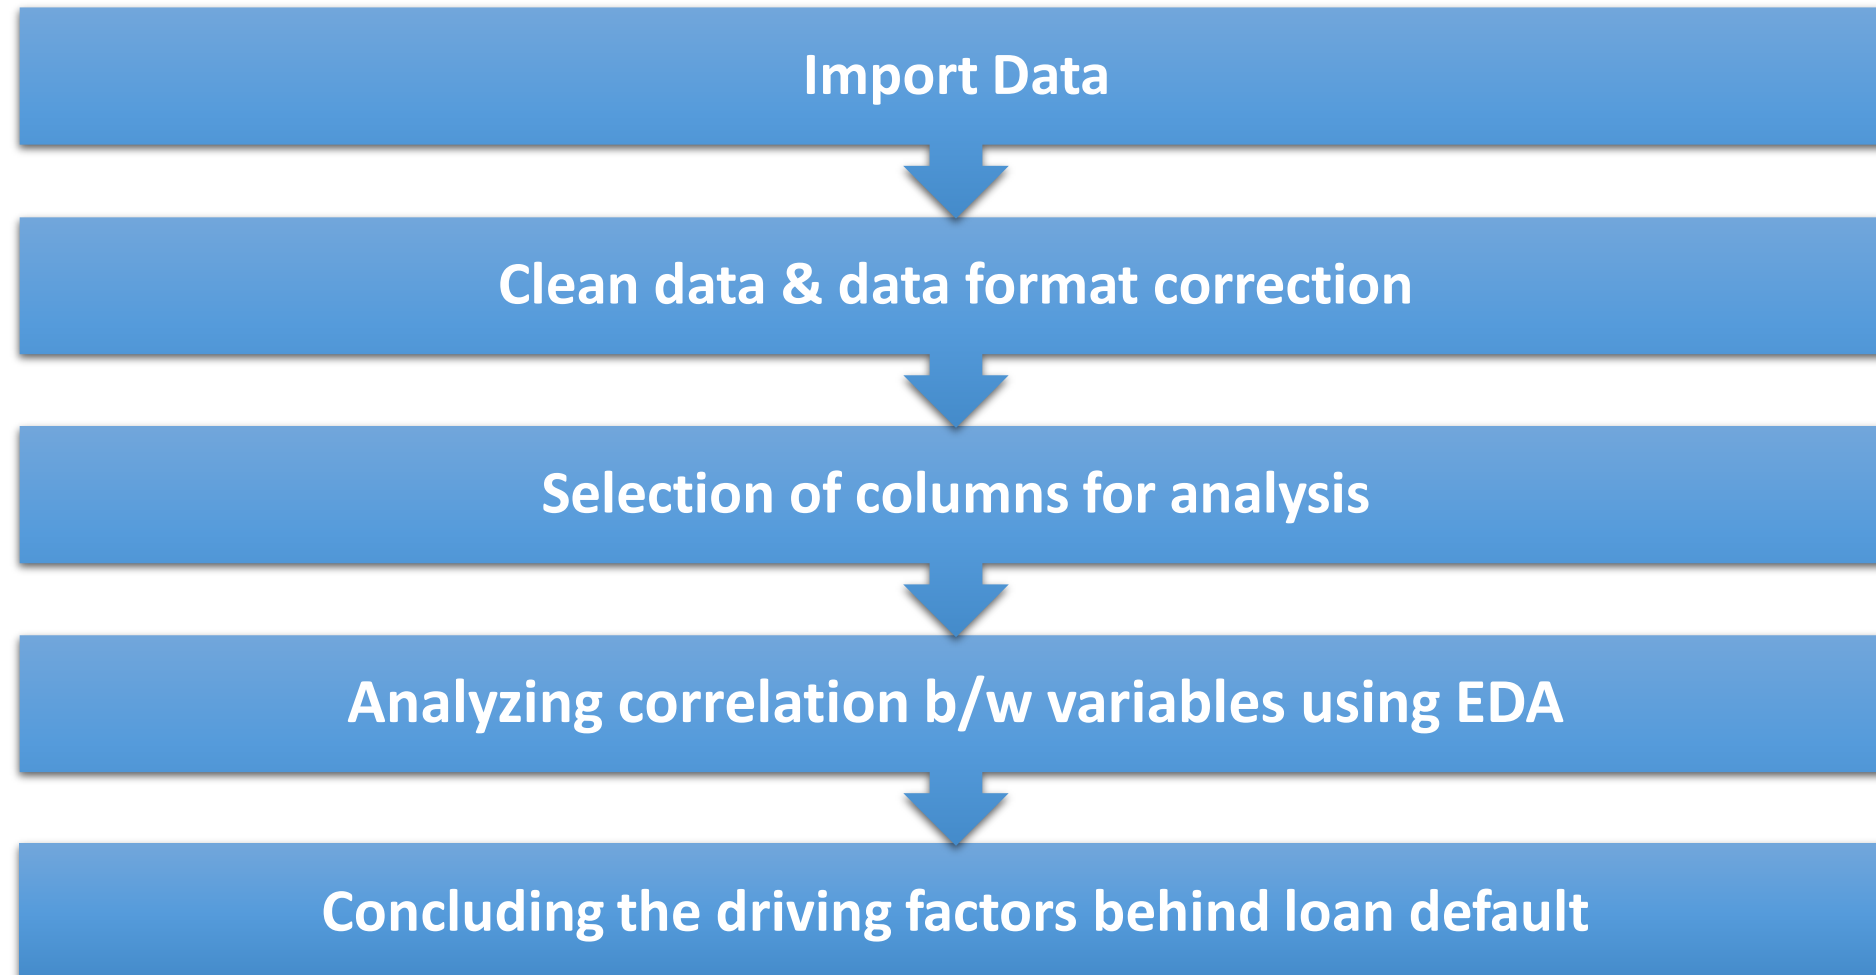 Import Data
Clean data & data format correction
Selection of columns for analysis
Analyzing correlation b/w variables using EDA
Concluding the driving factors behind loan default